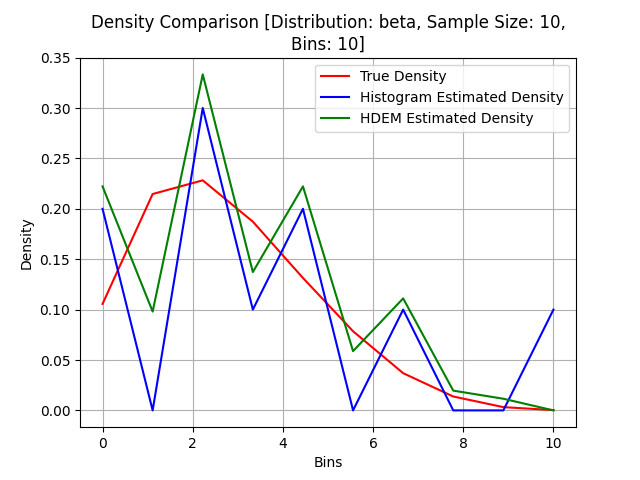 Density Comparison [Distribution: beta, Sample Size: 10,
Bins: 10]
True Density
Histogram Estimated Density
HDEM Estimated Density
Density
0.35
0.30
0.25
0.20
0.15
0.10
0.05
0.00
0 2 4 6 8 10
Bins